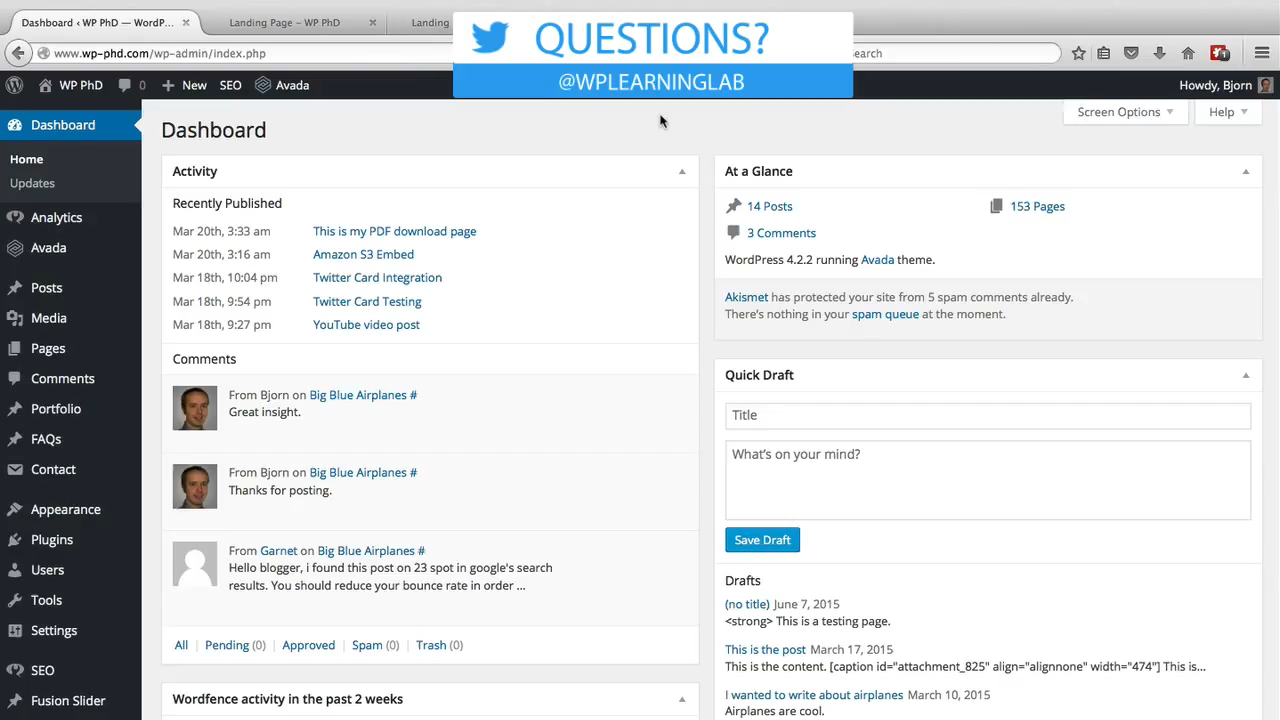 Dashboard ‹ WP PhD — WordP...
Landing Page – WP PhD
Landing
QUESTIONS?
@WPLEARNINGLAB
www.wp-phd.com/wp-admin/index.php
earch
1
WP PhD
0
New
SEO
Avada
Howdy, Bjorn
Dashboard
Home
Updates
Analytics
Avada
Posts
Media
Pages
Comments
Portfolio
FAQs
Contact
Appearance
Plugins
Users
Tools
Settings
SEO
Fusion Slider
Screen Options
Help
Dashboard
Activity
Recently Published
Mar 20th, 3:33 am This is my PDF download page
Mar 20th, 3:16 am Amazon S3 Embed
Mar 18th, 10:04 pm Twitter Card Integration
Mar 18th, 9:54 pm Twitter Card Testing
Mar 18th, 9:27 pm YouTube video post
Comments
From Bjorn on Big Blue Airplanes #
Great insight.
From Bjorn on Big Blue Airplanes #
Thanks for posting.
From Garnet on Big Blue Airplanes #
Hello blogger, i found this post on 23 spot in google's search
results. You should reduce your bounce rate in order ...
All | Pending (0) | Approved | Spam (0) | Trash (0)
Wordfence activity in the past 2 weeks
At a Glance
14 Posts
153 Pages
3 Comments
WordPress 4.2.2 running Avada theme.
Akismet has protected your site from 5 spam comments already.
There's nothing in your spam queue at the moment.
Quick Draft
Title
What's on your mind?
Save Draft
Drafts
(no title) June 7, 2015
<strong> This is a testing page.
This is the post March 17, 2015
This is the content. [caption id="attachment_825" align="alignnone" width="474"] This is...
I wanted to write about airplanes March 10, 2015
Airplanes are cool.